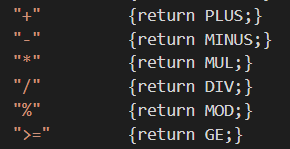 "+" {return PLUS;}
"-" {return MINUS;}
"*" {return MUL;}
"/" {return DIV;}
"%" {return MOD;}
">=" {return GE;}